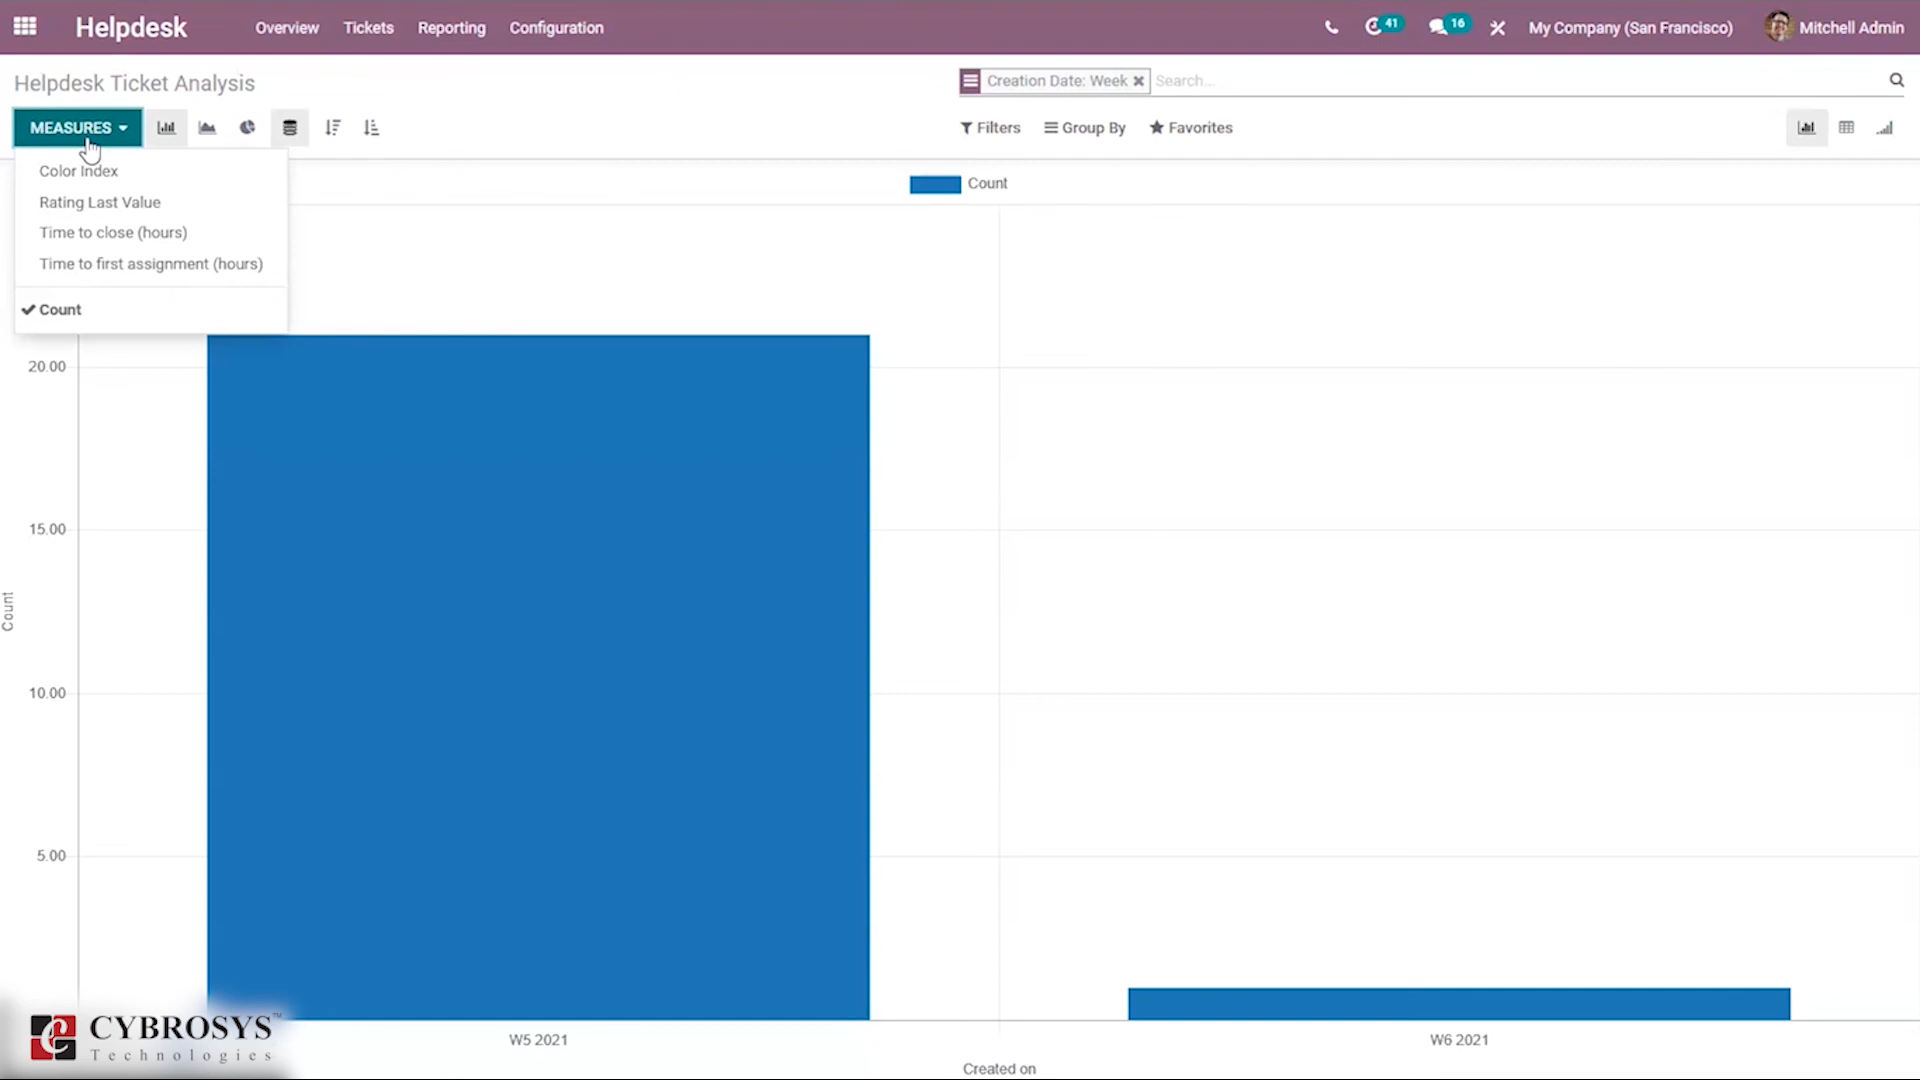 Helpdesk Overview Tickets Reporting Configuration 41 16 My Company (San Francisco) Mitchell Admin
Helpdesk Ticket Analysis
Creation Date: Week Search...
MEASURES
Filters Group By Favorites
Color Index
Rating Last Value
Time to close (hours)
Time to first assignment (hours)
Count
Count
20.00
15.00
10.00
5.00
Count
W5 2021 W6 2021
Created on
CYBROSYS™
Technologies